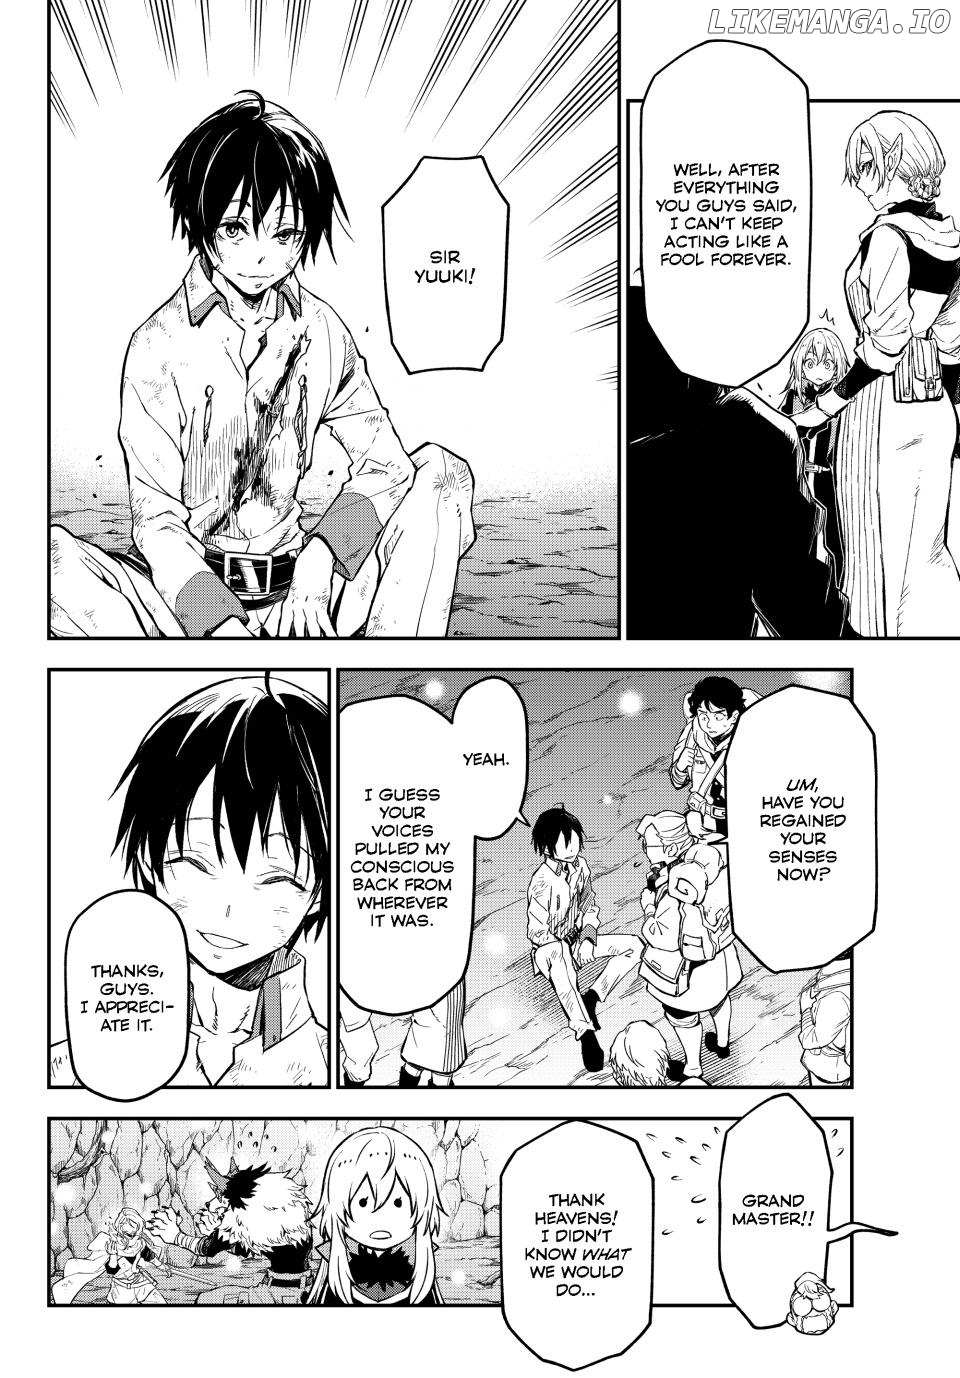 LIKEMANGA.IO
WELL, AFTER
EVERYTHING
YOU GUYS SAID,
I CAN'T KEEP
ACTING LIKE A
FOOL FOREVER.
SIR
YUUKI!
UM,
HAVE YOU
REGAINED
YOUR
SENSES
NOW?
YEAH.
I GUESS
YOUR
VOICES
PULLED MY
CONSCIOUS
BACK FROM
WHEREVER
IT WAS.
THANKS,
GUYS.
I APPRECI-
ATE IT.
GRAND
MASTER!!
THANK
HEAVENS!
I DIDN'T
KNOW WHAT
WE WOULD
DO...